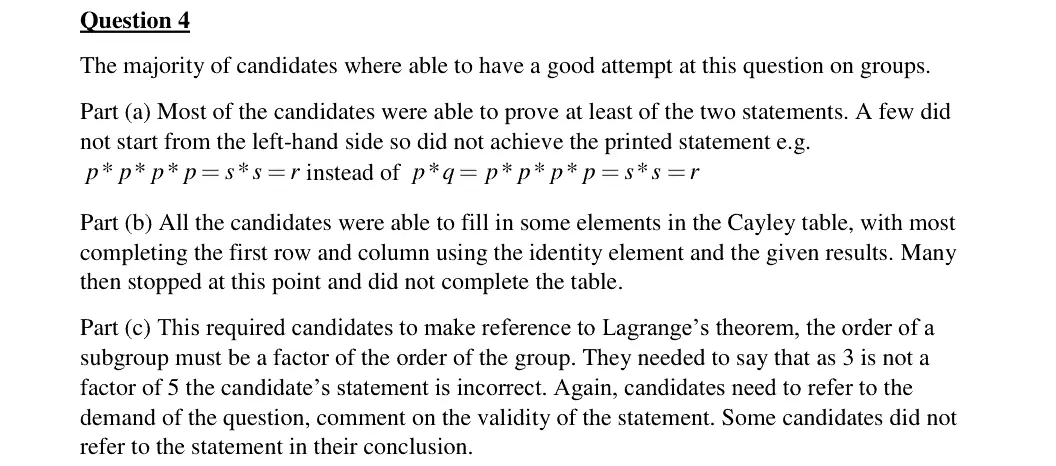 Question 4
The majority of candidates where able to have a good attempt at this question on groups.
Part (a) Most of the candidates were able to prove at least of the two statements. A few did
not start from the left-hand side so did not achieve the printed statement e.g.
p * p * p * p = s * s = r instead of p * q = p * p * p * p = s * s = r
Part (b) All the candidates were able to fill in some elements in the Cayley table, with most
completing the first row and column using the identity element and the given results. Many
then stopped at this point and did not complete the table.
Part (c) This required candidates to make reference to Lagrange’s theorem, the order of a
subgroup must be a factor of the order of the group. They needed to say that as 3 is not a
factor of 5 the candidate’s statement is incorrect. Again, candidates need to refer to the
demand of the question, comment on the validity of the statement. Some candidates did not
refer to the statement in their conclusion.